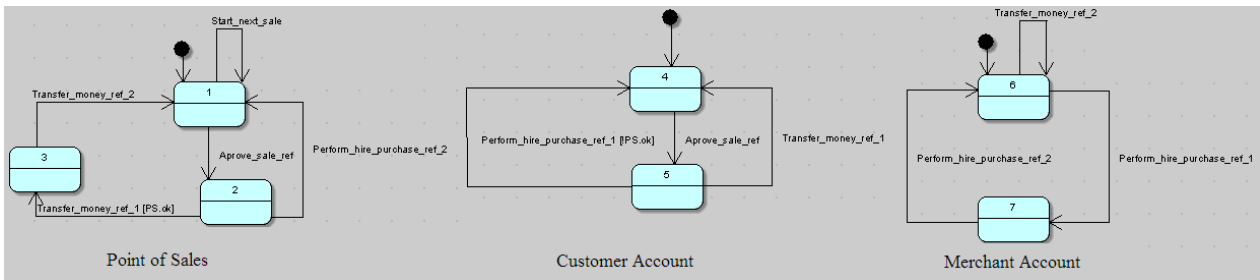 Start_next_sale
Transfer_money_ref_2
1
Aprove_sale_ref
Perform_hire_purchase_ref_2
3
2
Transfer_money_ref_1 [PS.ok]
Point of Sales
4
Perform_hire_purchase_ref_1 [!PS.ok]
Aprove_sale_ref
Transfer_money_ref_1
5
Customer Account
Transfer_money_ref_2
6
Perform_hire_purchase_ref_2
Perform_hire_purchase_ref_1
7
Merchant Account